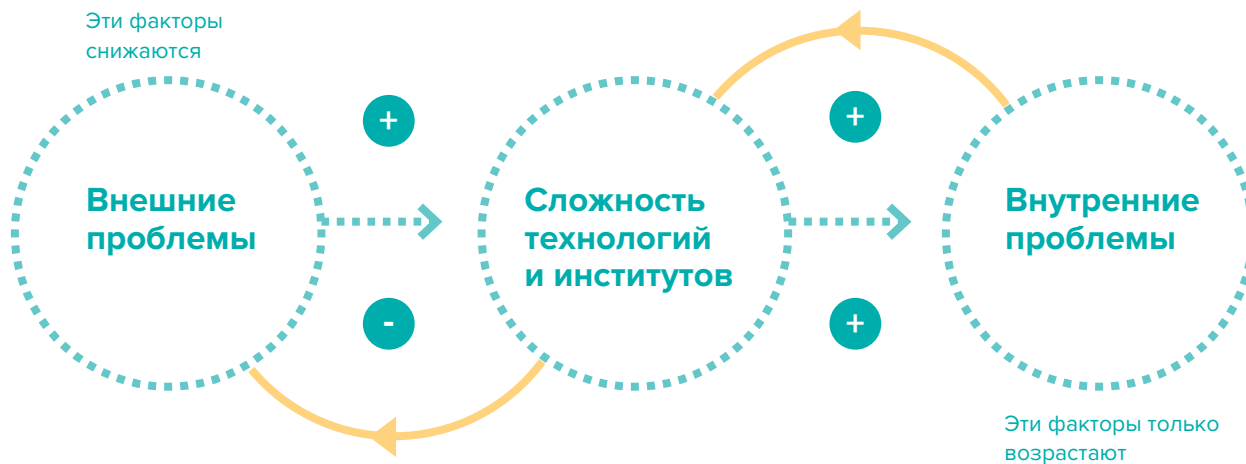 Эти факторы
снижаются
+
+
Внешние
проблемы
Сложность
технологий
и институтов
Внутренние
проблемы
-
+
Эти факторы только
возрастают